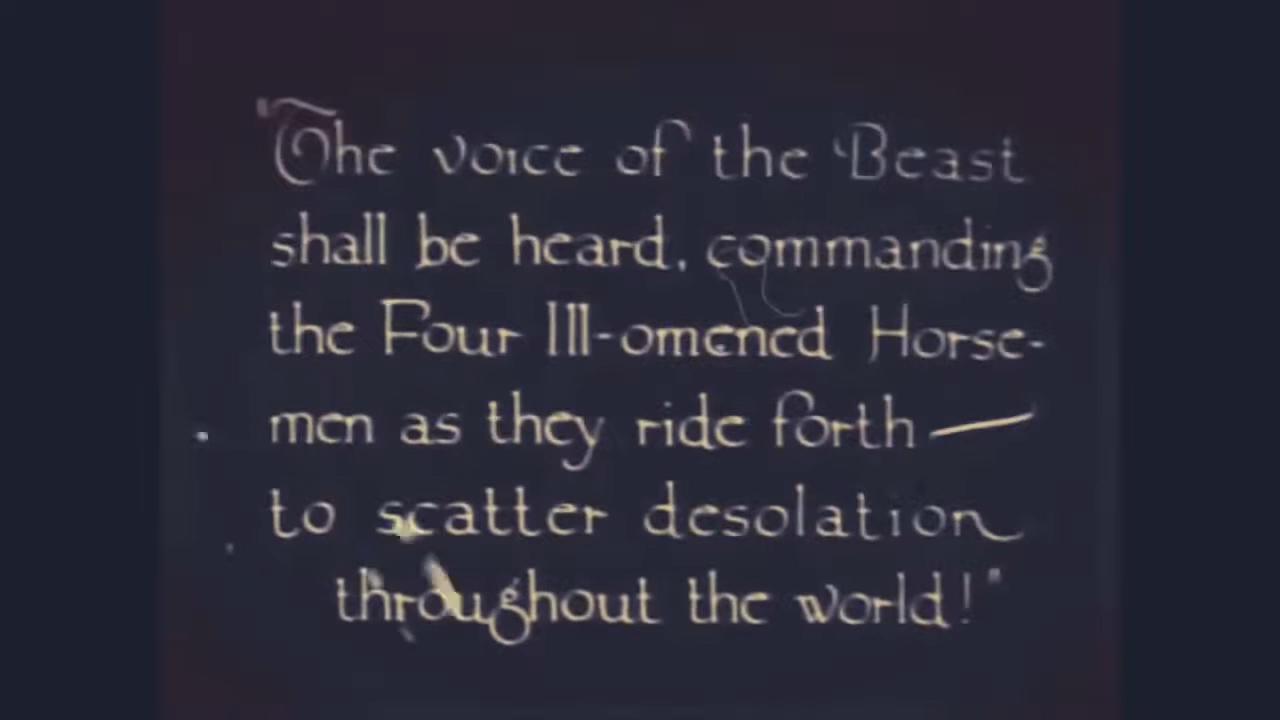 "The voice of the Beast
shall be heard, commanding
the Four Ill-omened Horse-
men as they ride forth —
to scatter desolation
throughout the world!"